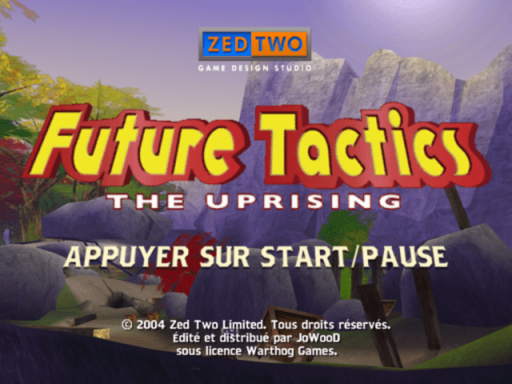 ZED TWO
GAME DESIGN STUDIO
Future Tactics
THE UPRISING
APPUYER SUR START/PAUSE
© 2004 Zed Two Limited. Tous droits réservés.
Édité et distribué par JoWooD
sous licence Warthog Games.